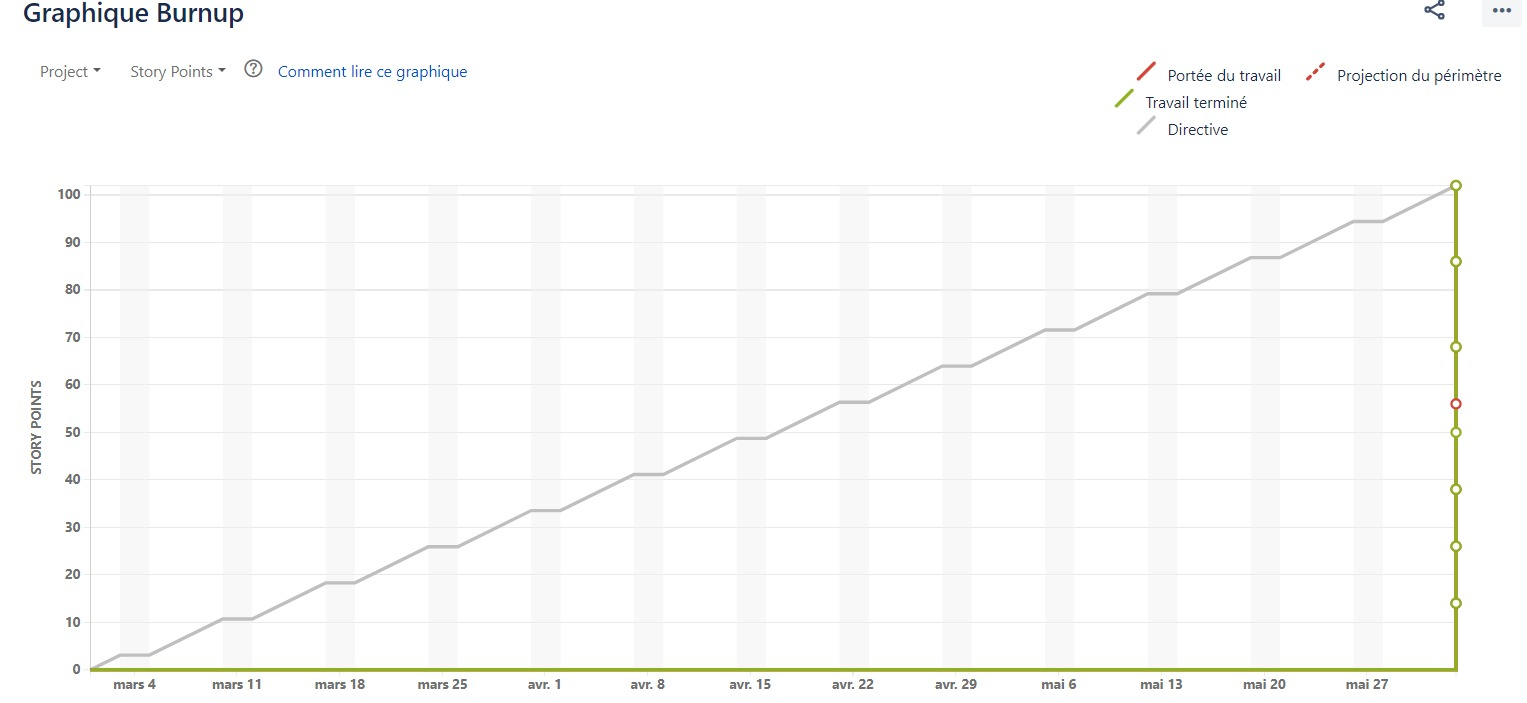 Graphique Burnup
Project
Story Points
Comment lire ce graphique
Portée du travail
Projection du périmètre
Travail terminé
Directive
STORY POINTS
100
90
80
70
60
50
40
30
20
10
0
mars 4
mars 11
mars 18
mars 25
avr. 1
avr. 8
avr. 15
avr. 22
avr. 29
mai 6
mai 13
mai 20
mai 27